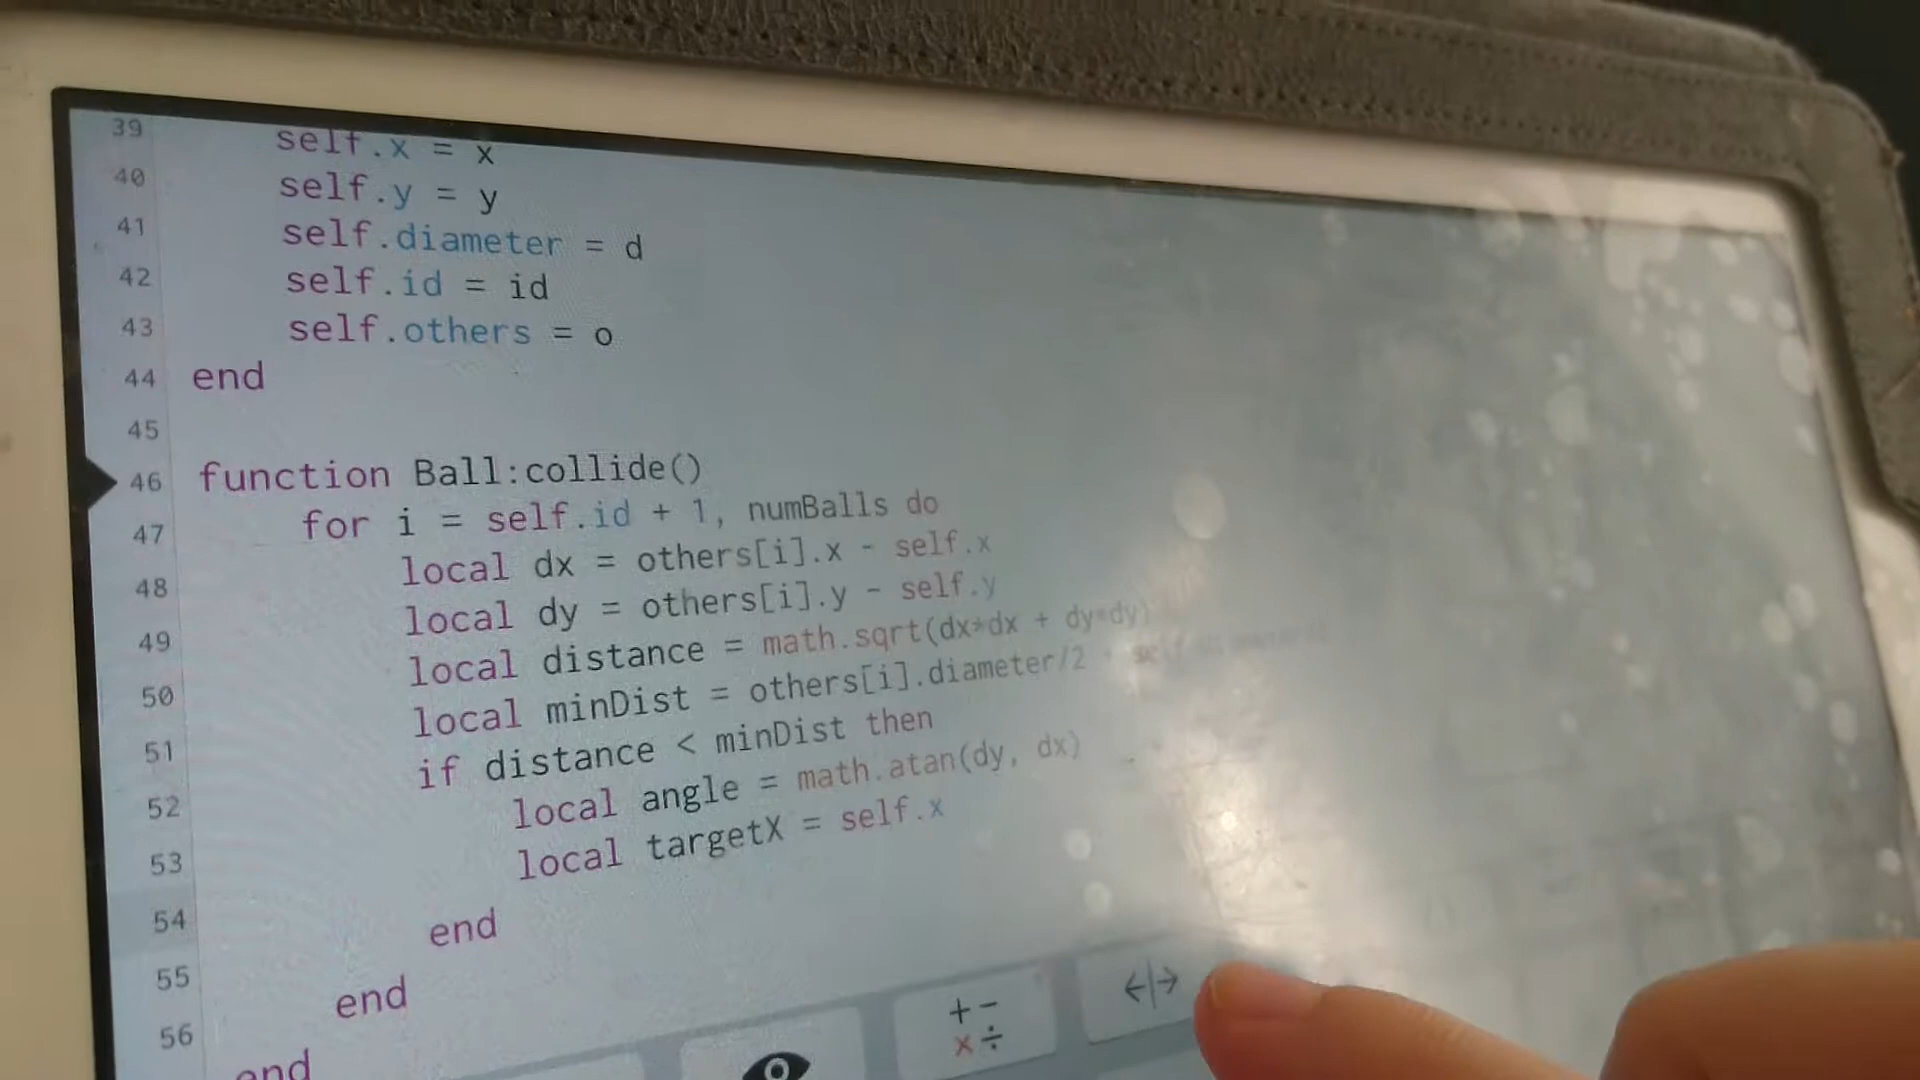 39 self.x = x
40 self.y = y
41 self.diameter = d
42 self.id = id
43 self.others = o
44 end
45
46 function Ball:collide()
47 for i = self.id + 1, numBalls do
48 local dx = others[i].x - self.x
49 local dy = others[i].y - self.y
50 local distance = math.sqrt(dx*dx + dy*dy)
51 local minDist = others[i].diameter/2
52 if distance < minDist then
53 local angle = math.atan(dy, dx)
54 local targetX = self.x
55 end
56 end
end
+ −
× ÷
←|→